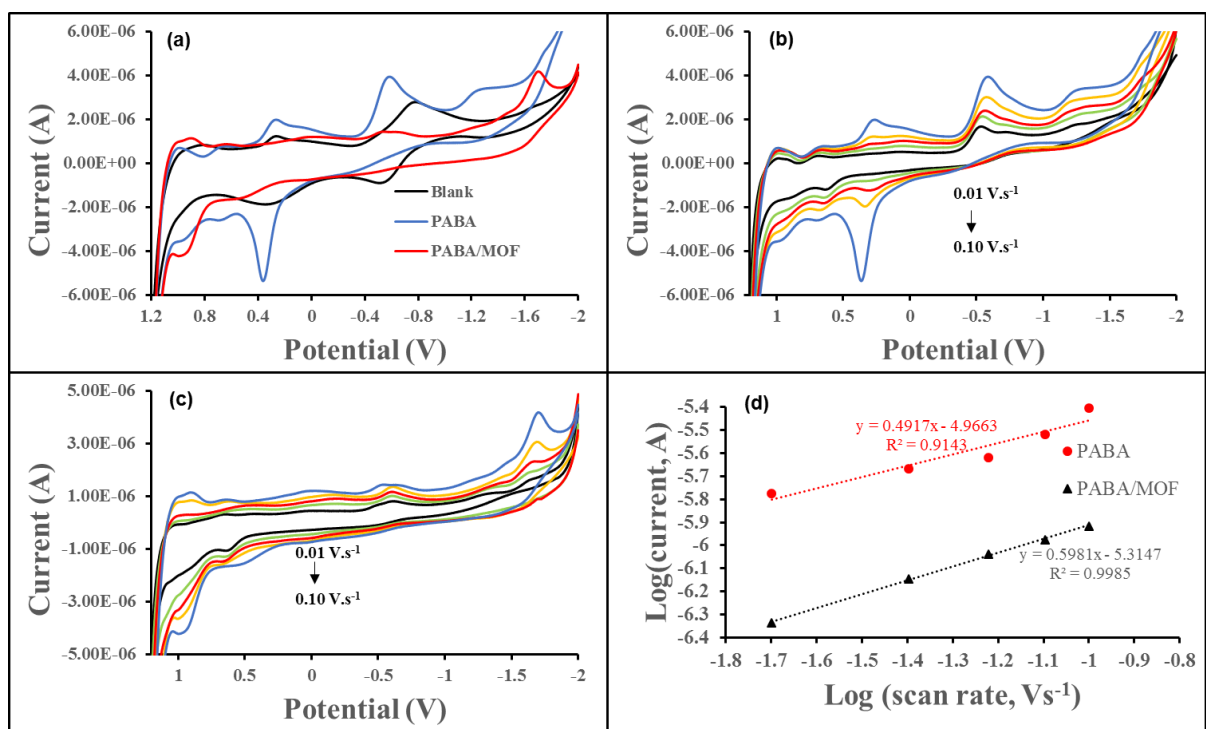 (a)
6.00E-06
4.00E-06
2.00E-06
0.00E+00
-2.00E-06
-4.00E-06
-6.00E-06
Current (A)
Blank
PABA
PABA/MOF
1.2 0.8 0.4 0 -0.4 -0.8 -1.2 -1.6 -2
Potential (V)
(b)
6.00E-06
4.00E-06
2.00E-06
0.00E+00
-2.00E-06
-4.00E-06
-6.00E-06
Current (A)
0.01 V.s⁻¹
0.10 V.s⁻¹
1 0.5 0 -0.5 -1 -1.5 -2
Potential (V)
(c)
5.00E-06
3.00E-06
1.00E-06
-1.00E-06
-3.00E-06
-5.00E-06
Current (A)
0.01 V.s⁻¹
0.10 V.s⁻¹
1 0.5 0 -0.5 -1 -1.5 -2
Potential (V)
(d)
-5.4
-5.5
-5.6
-5.7
-5.8
-5.9
-6
-6.1
-6.2
-6.3
-6.4
Log(current, A)
y = 0.4917x - 4.9663
R² = 0.9143
PABA
PABA/MOF
y = 0.5981x - 5.3147
R² = 0.9985
-1.8 -1.7 -1.6 -1.5 -1.4 -1.3 -1.2 -1.1 -1 -0.9 -0.8
Log (scan rate, Vs⁻¹)